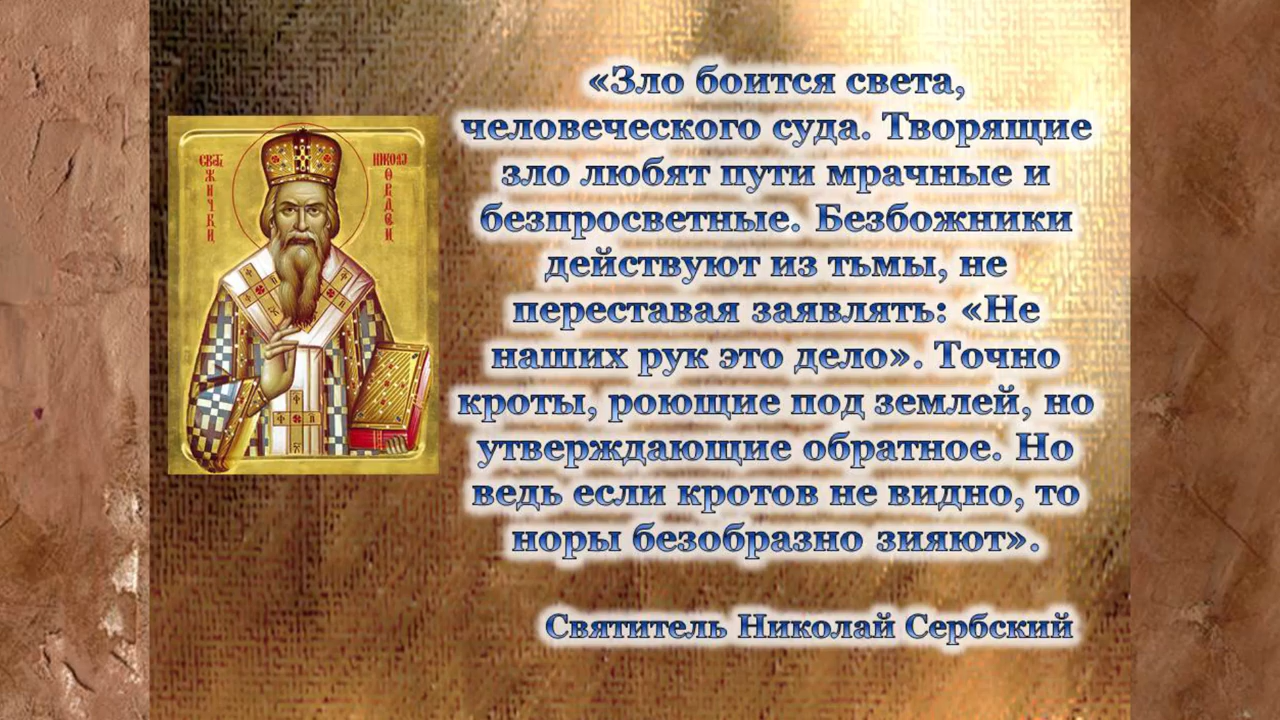 «Зло боится света,
человеческого суда. Творящие
зло любят пути мрачные и
безпросветные. Безбожники
действуют из тьмы, не
переставая заявлять: «Не
наших рук это дело». Точно
кроты, роющие под землей, но
утверждающие обратное. Но
ведь если кротов не видно, то
норы безобразно зияют».
Святитель Николай Сербский